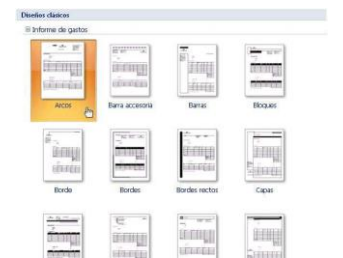 Diseños clásicos
Informe de gastos
Arcos
Barra accesoria
Barras
Bloques
Borde
Bordes
Bordes rectos
Capas